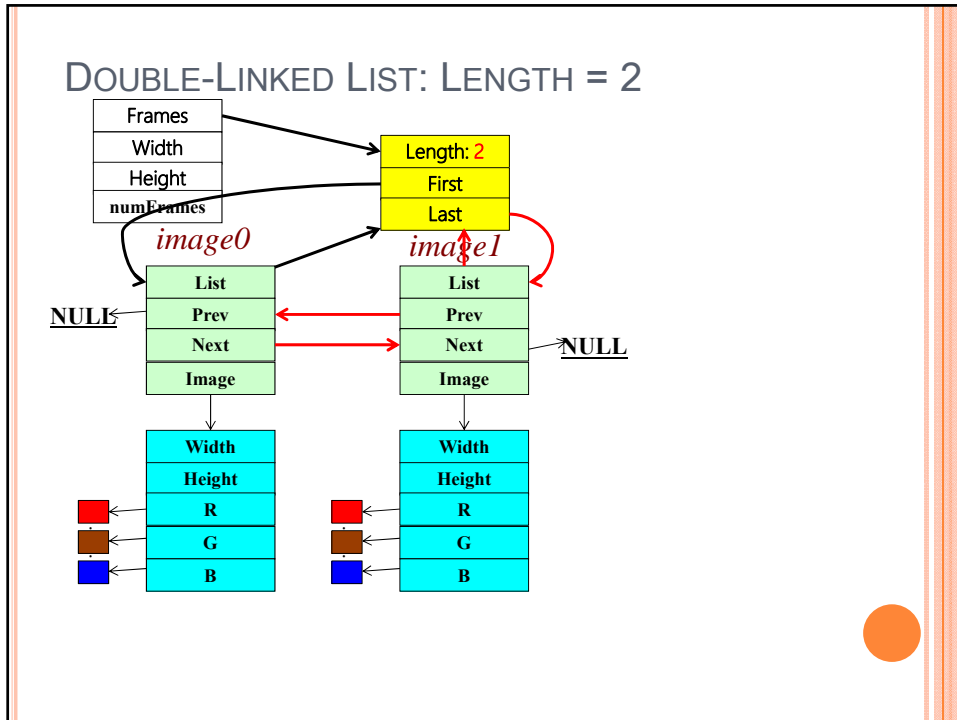 DOUBLE-LINKED LIST: LENGTH = 2
Frames
Width
Height
numFrames
Length: 2
First
Last
image0
image1
List
Prev
Next
Image
NULL
List
Prev
Next
Image
NULL
Width
Height
R
G
B
Width
Height
R
G
B